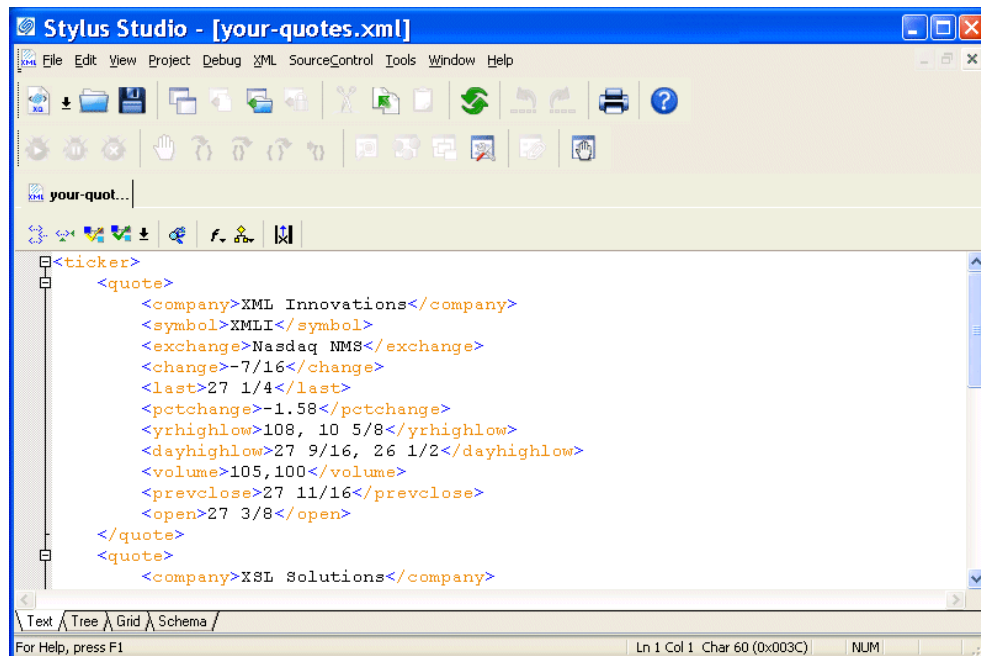 Stylus Studio - [your-quotes.xml]
File Edit View Project Debug XML SourceControl Tools Window Help
your-quot...
<ticker>
<quote>
<company>XML Innovations</company>
<symbol>XMLI</symbol>
<exchange>Nasdaq NMS</exchange>
<change>-7/16</change>
<last>27 1/4</last>
<pctchange>-1.58</pctchange>
<yrhighlow>108, 10 5/8</yrhighlow>
<dayhighlow>27 9/16, 26 1/2</dayhighlow>
<volume>105,100</volume>
<prevclose>27 11/16</prevclose>
<open>27 3/8</open>
</quote>
<quote>
<company>XSL Solutions</company>
Text Tree Grid Schema
For Help, press F1 Ln 1 Col 1 Char 60 (0x003C) NUM